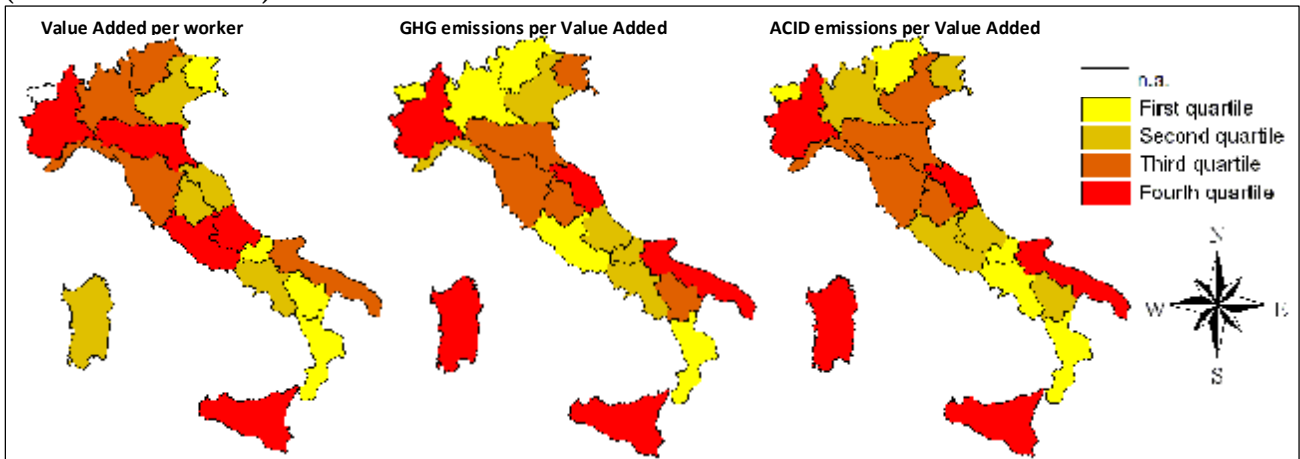 Value Added per worker
GHG emissions per Value Added
ACID emissions per Value Added
n.a.
First quartile
Second quartile
Third quartile
Fourth quartile
N
W E
S